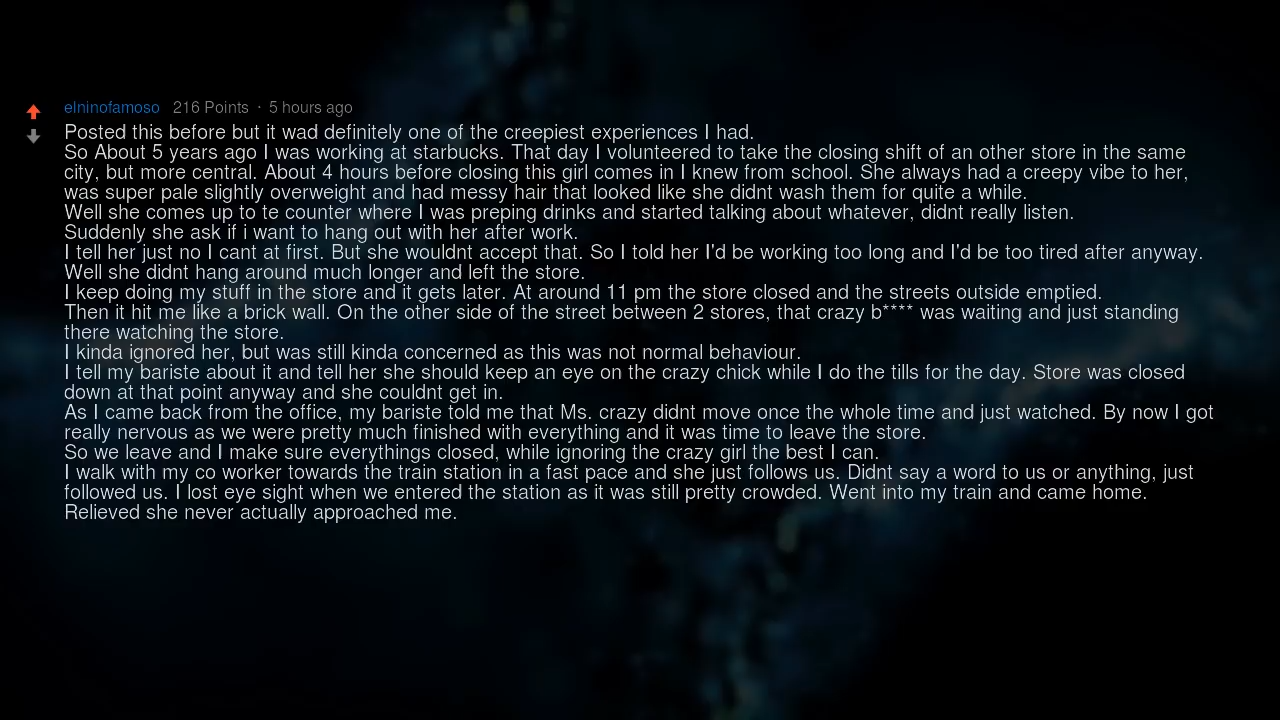 elninofamoso 216 Points · 5 hours ago
Posted this before but it wad definitely one of the creepiest experiences I had.
So About 5 years ago I was working at starbucks. That day I volunteered to take the closing shift of an other store in the same
city, but more central. About 4 hours before closing this girl comes in I knew from school. She always had a creepy vibe to her,
was super pale slightly overweight and had messy hair that looked like she didnt wash them for quite a while.
Well she comes up to te counter where I was preping drinks and started talking about whatever, didnt really listen.
Suddenly she ask if i want to hang out with her after work.
I tell her just no I cant at first. But she wouldnt accept that. So I told her I'd be working too long and I'd be too tired after anyway.
Well she didnt hang around much longer and left the store.
I keep doing my stuff in the store and it gets later. At around 11 pm the store closed and the streets outside emptied.
Then it hit me like a brick wall. On the other side of the street between 2 stores, that crazy b**** was waiting and just standing
there watching the store.
I kinda ignored her, but was still kinda concerned as this was not normal behaviour.
I tell my bariste about it and tell her she should keep an eye on the crazy chick while I do the tills for the day. Store was closed
down at that point anyway and she couldnt get in.
As I came back from the office, my bariste told me that Ms. crazy didnt move once the whole time and just watched. By now I got
really nervous as we were pretty much finished with everything and it was time to leave the store.
So we leave and I make sure everythings closed, while ignoring the crazy girl the best I can.
I walk with my co worker towards the train station in a fast pace and she just follows us. Didnt say a word to us or anything, just
followed us. I lost eye sight when we entered the station as it was still pretty crowded. Went into my train and came home.
Relieved she never actually approached me.